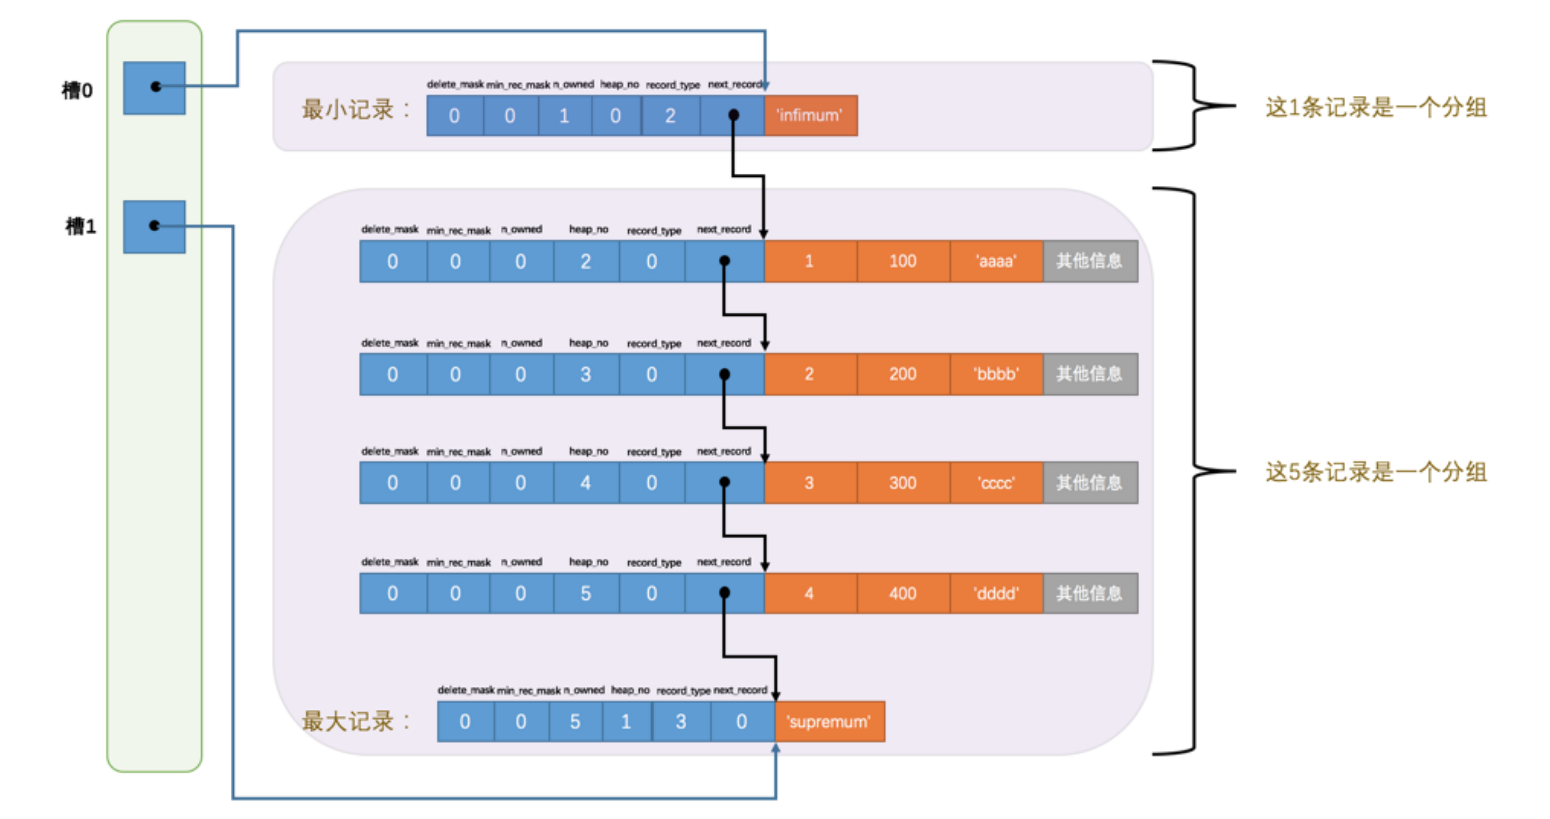 槽0
delete_mask min_rec_mask n_owned heap_no record_type next_record
最小记录： 0 0 1 0 2 'infimum'
这1条记录是一个分组
槽1
delete_mask min_rec_mask n_owned heap_no record_type next_record
0 0 0 2 0 1 100 'aaaa' 其他信息
delete_mask min_rec_mask n_owned heap_no record_type next_record
0 0 0 3 0 2 200 'bbbb' 其他信息
delete_mask min_rec_mask n_owned heap_no record_type next_record
0 0 0 4 0 3 300 'cccc' 其他信息
这5条记录是一个分组
delete_mask min_rec_mask n_owned heap_no record_type next_record
0 0 0 5 0 4 400 'dddd' 其他信息
delete_mask min_rec_mask n_owned heap_no record_type next_record
最大记录： 0 0 5 1 3 0 'supremum'